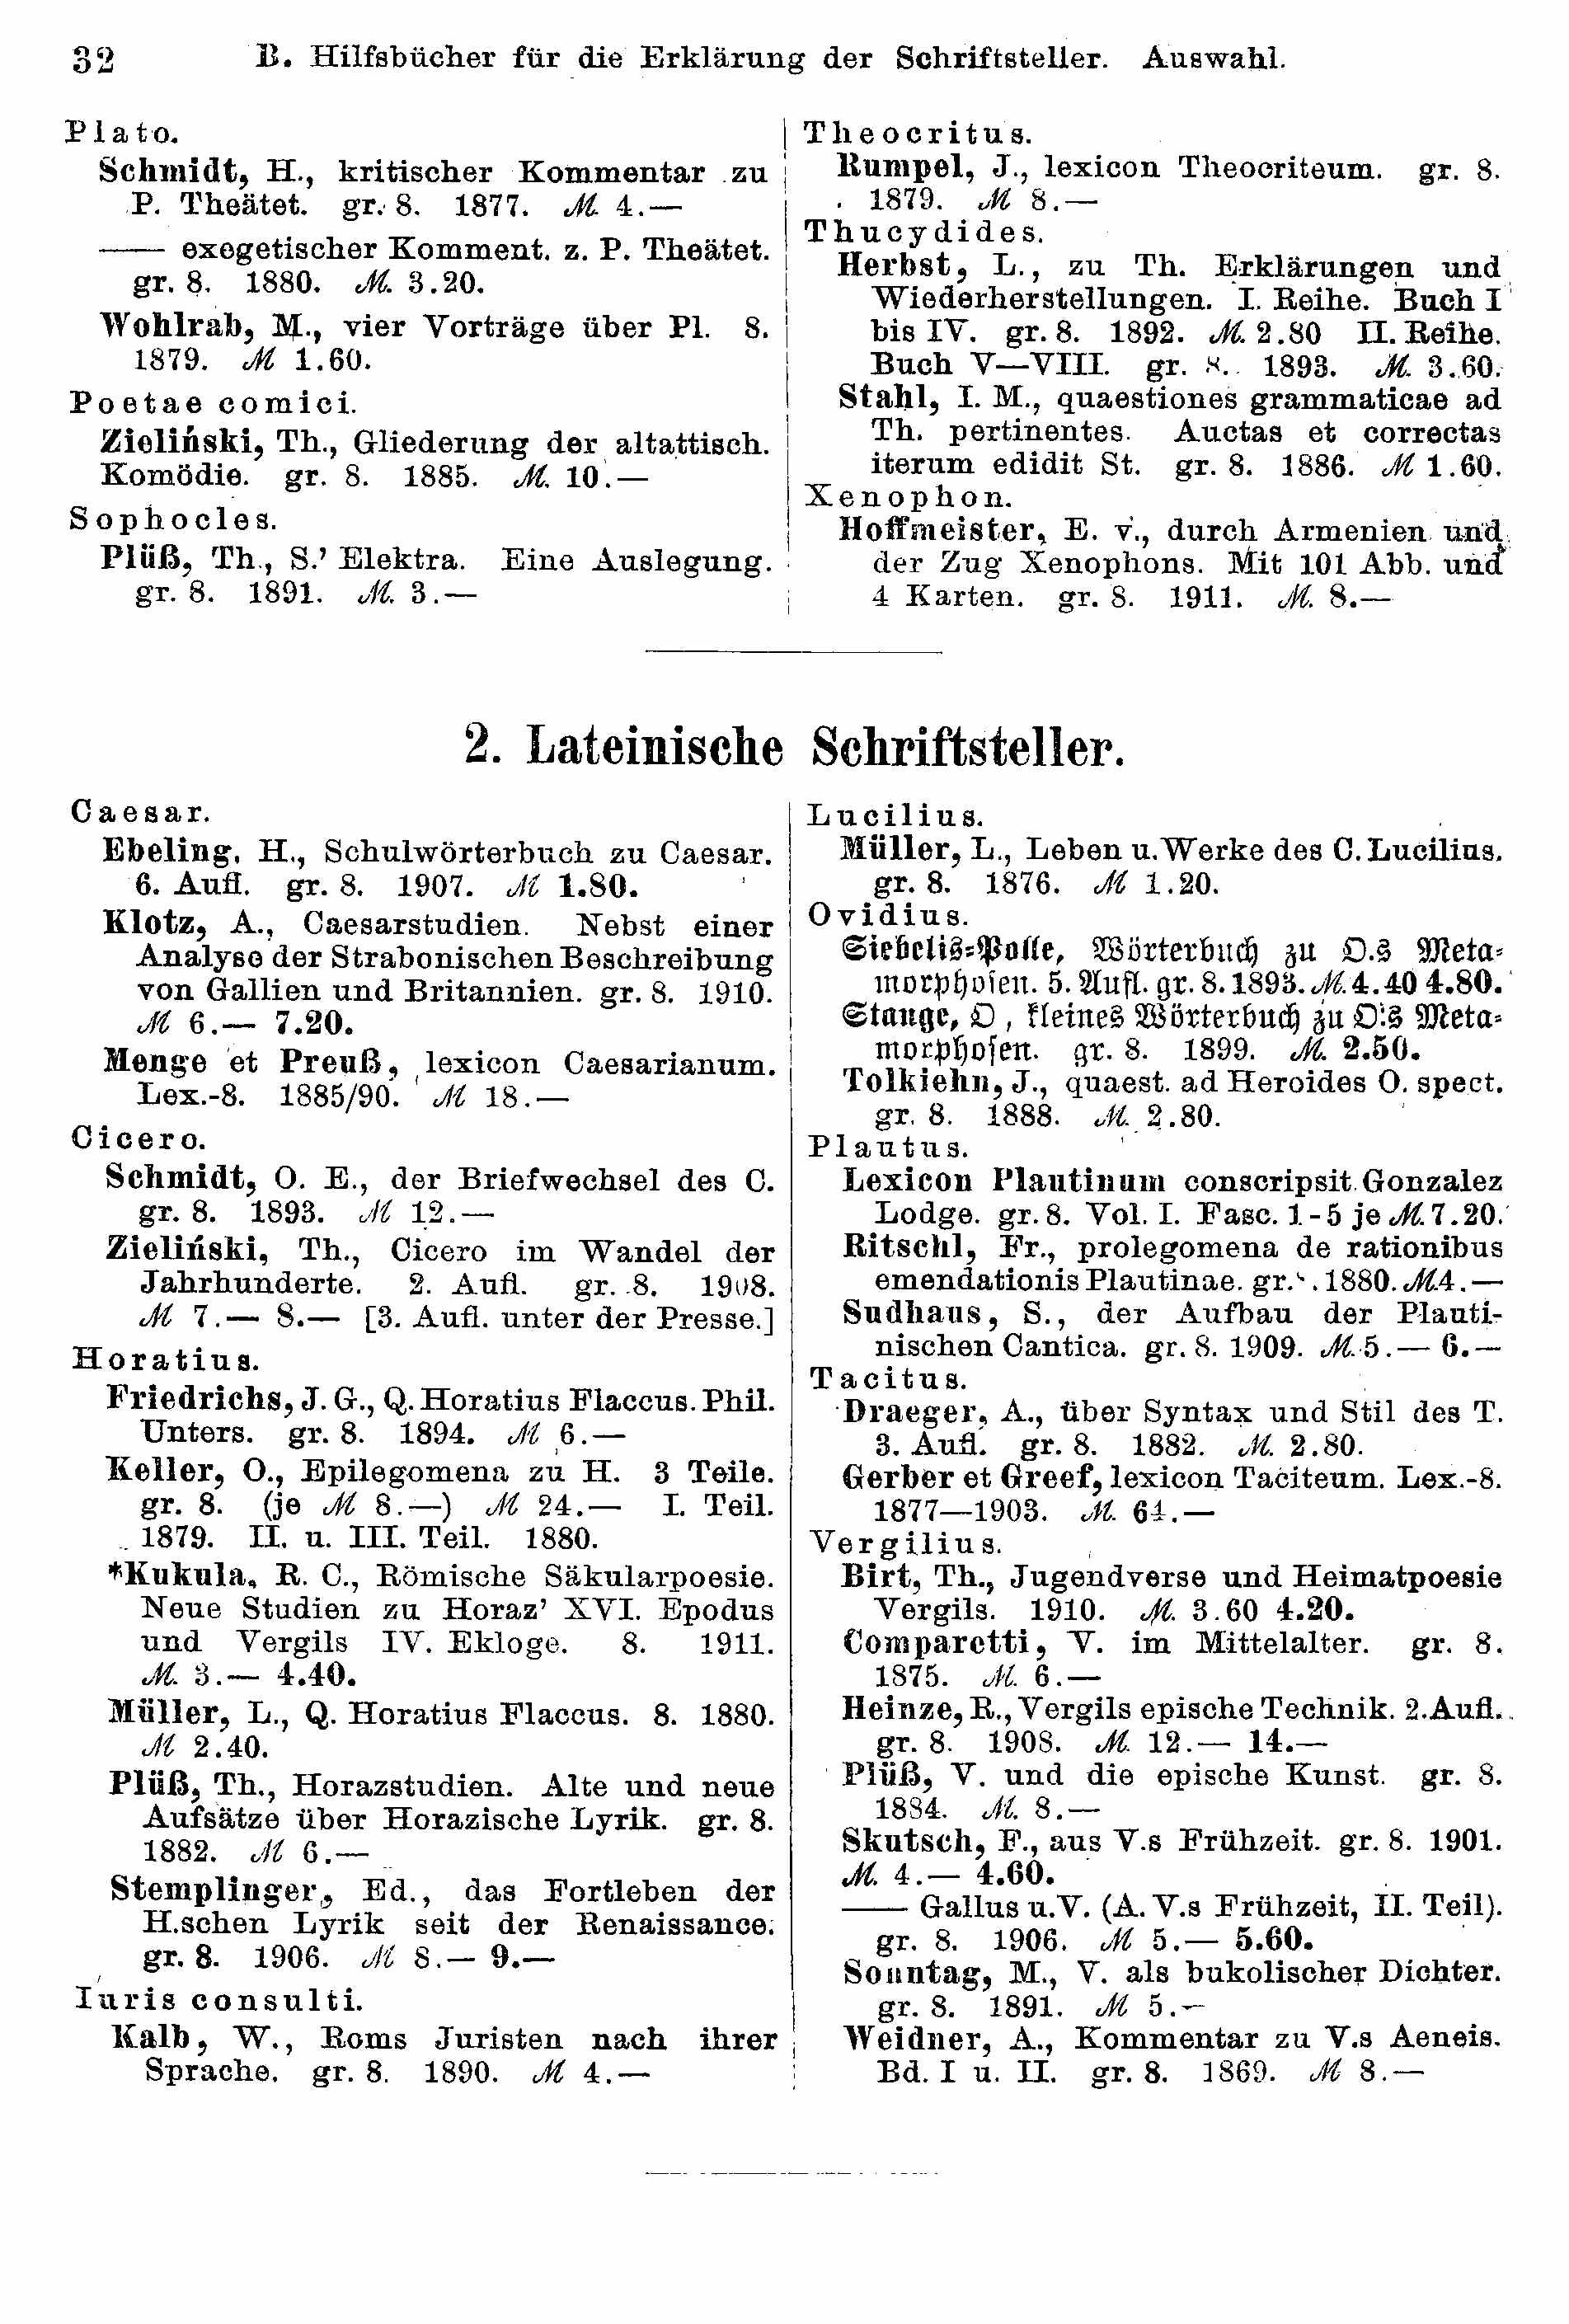 32 B. Hilfsbücher für die Erklärung der Schriftsteller. Auswahl.
Plato.
Schmidt, H., kritischer Kommentar zu
P. Theätet. gr. 8. 1877. ℳ 4.—
—— exegetischer Komment. z. P. Theätet.
gr. 8. 1880. ℳ 3.20.
Wohlrab, M., vier Vorträge über Pl. 8.
1879. ℳ 1.60.
Poetae comici.
Zieliński, Th., Gliederung der altattisch.
Komödie. gr. 8. 1885. ℳ 10.—
Sophocles.
Plüß, Th., S.' Elektra. Eine Auslegung.
gr. 8. 1891. ℳ 3.—
Theocritus.
Rumpel, J., lexicon Theocriteum. gr. 8.
1879. ℳ 8.—
Thucydides.
Herbst, L., zu Th. Erklärungen und
Wiederherstellungen. I. Reihe. Buch I
bis IV. gr. 8. 1892. ℳ 2.80 II. Reihe.
Buch V—VIII. gr. 8. 1893. ℳ 3.60.
Stahl, I. M., quaestiones grammaticae ad
Th. pertinentes. Auctas et correctas
iterum edidit St. gr. 8. 1886. ℳ 1.60.
Xenophon.
Hoffmeister, E. v., durch Armenien und
der Zug Xenophons. Mit 101 Abb. und
4 Karten. gr. 8. 1911. ℳ 8.—
2. Lateinische Schriftsteller.
Caesar.
Ebeling, H., Schulwörterbuch zu Caesar.
6. Aufl. gr. 8. 1907. ℳ 1.80.
Klotz, A., Caesarstudien. Nebst einer
Analyse der Strabonischen Beschreibung
von Gallien und Britannien. gr. 8. 1910.
ℳ 6.— 7.20.
Menge et Preuß, lexicon Caesarianum.
Lex.-8. 1885/90. ℳ 18.—
Cicero.
Schmidt, O. E., der Briefwechsel des C.
gr. 8. 1893. ℳ 12.—
Zieliński, Th., Cicero im Wandel der
Jahrhunderte. 2. Aufl. gr. 8. 1908.
ℳ 7.— 8.— [3. Aufl. unter der Presse.]
Horatius.
Friedrichs, J. G., Q. Horatius Flaccus. Phil.
Unters. gr. 8. 1894. ℳ 6.—
Keller, O., Epilegomena zu H. 3 Teile.
gr. 8. (je ℳ 8.—) ℳ 24.— I. Teil.
1879. II. u. III. Teil. 1880.
*Kukula, R. C., Römische Säkularpoesie.
Neue Studien zu Horaz' XVI. Epodus
und Vergils IV. Ekloge. 8. 1911.
ℳ 3.— 4.40.
Müller, L., Q. Horatius Flaccus. 8. 1880.
ℳ 2.40.
Plüß, Th., Horazstudien. Alte und neue
Aufsätze über Horazische Lyrik. gr. 8.
1882. ℳ 6.—
Stemplinger, Ed., das Fortleben der
H.schen Lyrik seit der Renaissance.
gr. 8. 1906. ℳ 8.— 9.—
Iuris consulti.
Kalb, W., Roms Juristen nach ihrer
Sprache. gr. 8. 1890. ℳ 4.—
Lucilius.
Müller, L., Leben u. Werke des C. Lucilius.
gr. 8. 1876. ℳ 1.20.
Ovidius.
Siebelis-Polle, Wörterbuch zu O.s Meta-
morphosen. 5. Aufl. gr. 8. 1893. ℳ 4.40 4.80.
Stange, O, kleines Wörterbuch zu O.s Meta-
morphosen. gr. 8. 1899. ℳ 2.50.
Tolkiehn, J., quaest. ad Heroides O. spect.
gr. 8. 1888. ℳ 2.80.
Plautus.
Lexicon Plautinum conscripsit Gonzalez
Lodge. gr. 8. Vol. I. Fasc. 1-5 je ℳ 7.20.
Ritschl, Fr., prolegomena de rationibus
emendationis Plautinae. gr. 8. 1880. ℳ 4.—
Sudhaus, S., der Aufbau der Plauti-
nischen Cantica. gr. 8. 1909. ℳ 5.— 6.—
Tacitus.
Draeger, A., über Syntax und Stil des T.
3. Aufl. gr. 8. 1882. ℳ 2.80.
Gerber et Greef, lexicon Taciteum. Lex.-8.
1877—1903. ℳ 64.—
Vergilius.
Birt, Th., Jugendverse und Heimatpoesie
Vergils. 1910. ℳ 3.60 4.20.
Comparetti, V. im Mittelalter. gr. 8.
1875. ℳ 6.—
Heinze, R., Vergils epische Technik. 2. Aufl.
gr. 8. 1908. ℳ 12.— 14.—
Plüß, V. und die epische Kunst. gr. 8.
1884. ℳ 8.—
Skutsch, F., aus V.s Frühzeit. gr. 8. 1901.
ℳ 4.— 4.60.
—— Gallus u. V. (A. V.s Frühzeit, II. Teil).
gr. 8. 1906. ℳ 5.— 5.60.
Sonntag, M., V. als bukolischer Dichter.
gr. 8. 1891. ℳ 5.—
Weidner, A., Kommentar zu V.s Aeneis.
Bd. I u. II. gr. 8. 1869. ℳ 8.—